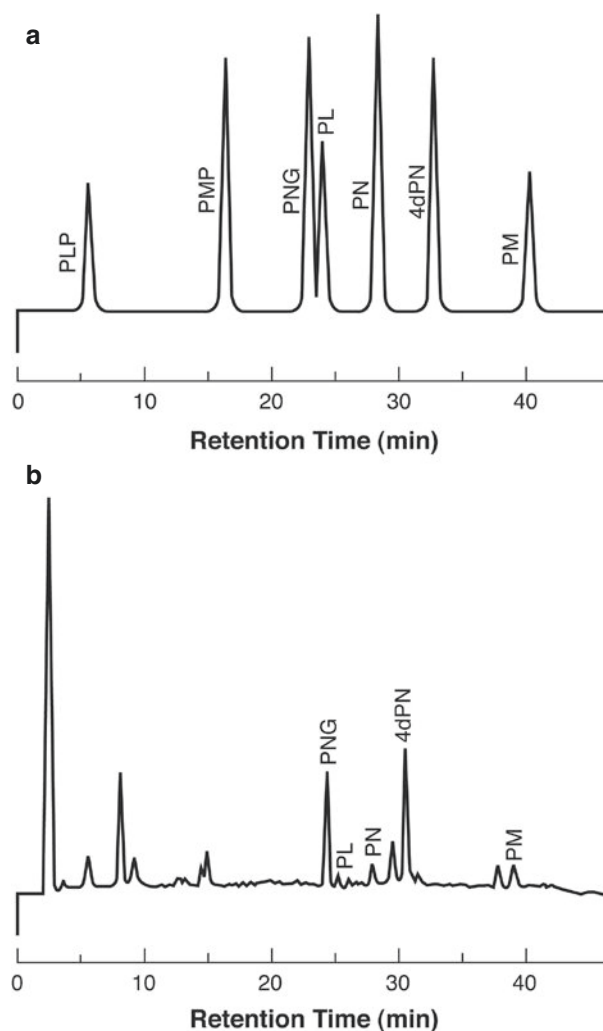 a
PLP
PMP
PNG
PL
PN
4dPN
PM
0 10 20 30 40
Retention Time (min)
b
PNG
PL
PN
4dPN
PM
0 10 20 30 40
Retention Time (min)